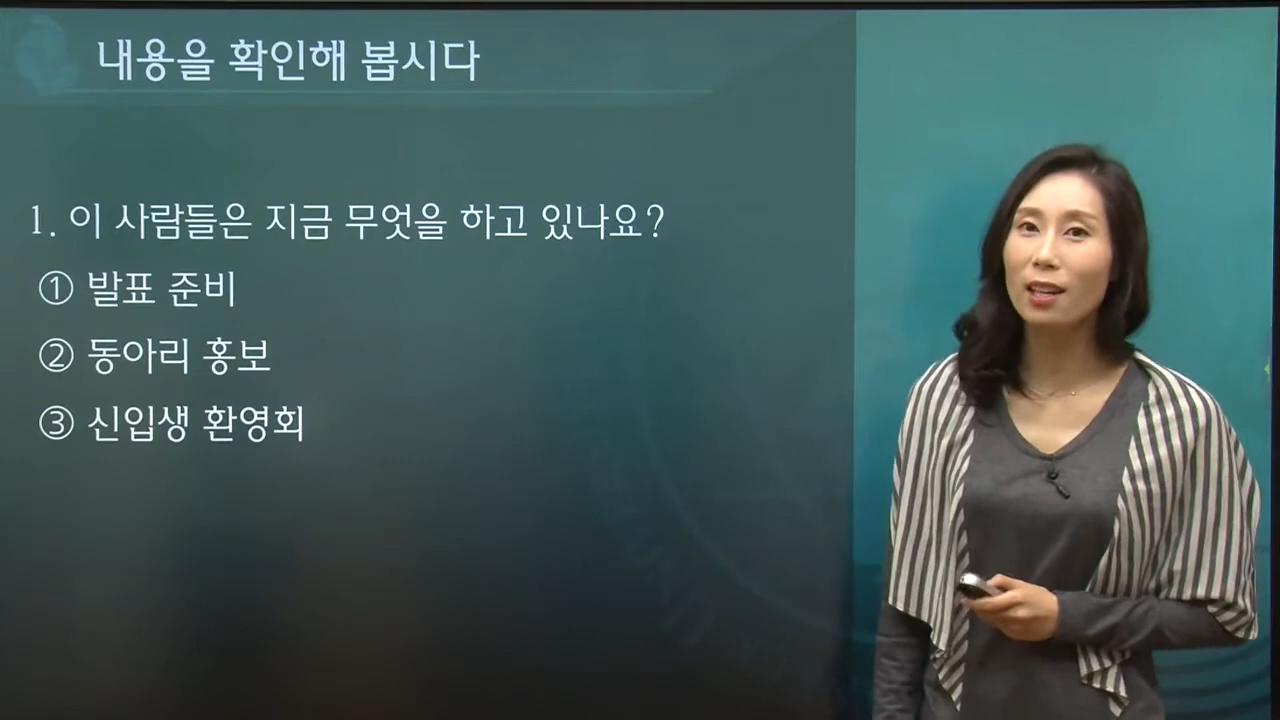 내용을 확인해 봅시다
1. 이 사람들은 지금 무엇을 하고 있나요?
① 발표 준비
② 동아리 홍보
③ 신입생 환영회